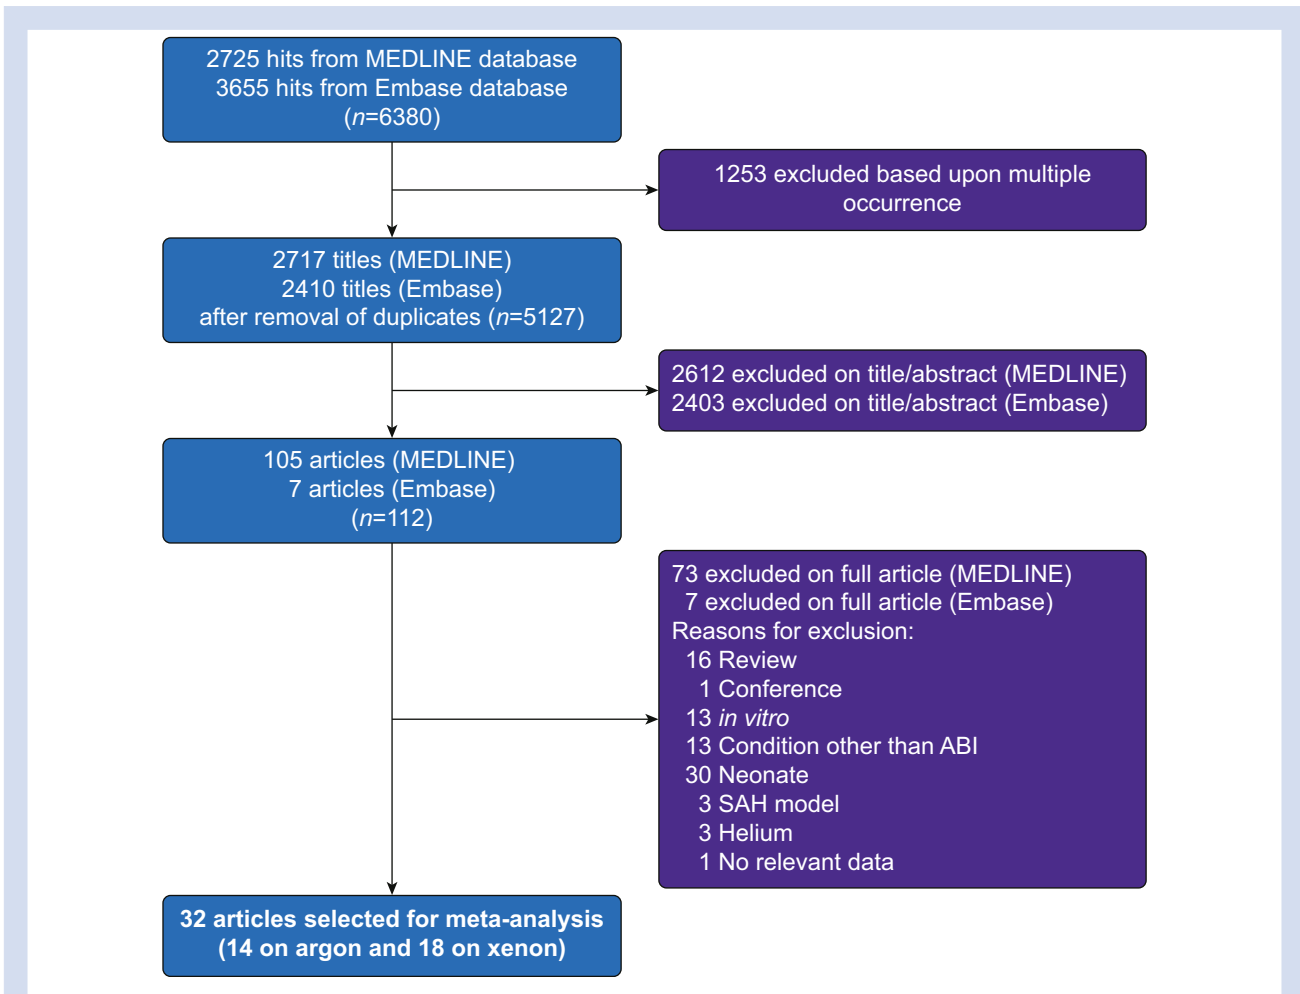 2725 hits from MEDLINE database
3655 hits from Embase database
(n=6380)
1253 excluded based upon multiple
occurrence
2717 titles (MEDLINE)
2410 titles (Embase)
after removal of duplicates (n=5127)
2612 excluded on title/abstract (MEDLINE)
2403 excluded on title/abstract (Embase)
105 articles (MEDLINE)
7 articles (Embase)
(n=112)
73 excluded on full article (MEDLINE)
7 excluded on full article (Embase)
Reasons for exclusion:
16 Review
1 Conference
13 in vitro
13 Condition other than ABI
30 Neonate
3 SAH model
3 Helium
1 No relevant data
32 articles selected for meta-analysis
(14 on argon and 18 on xenon)